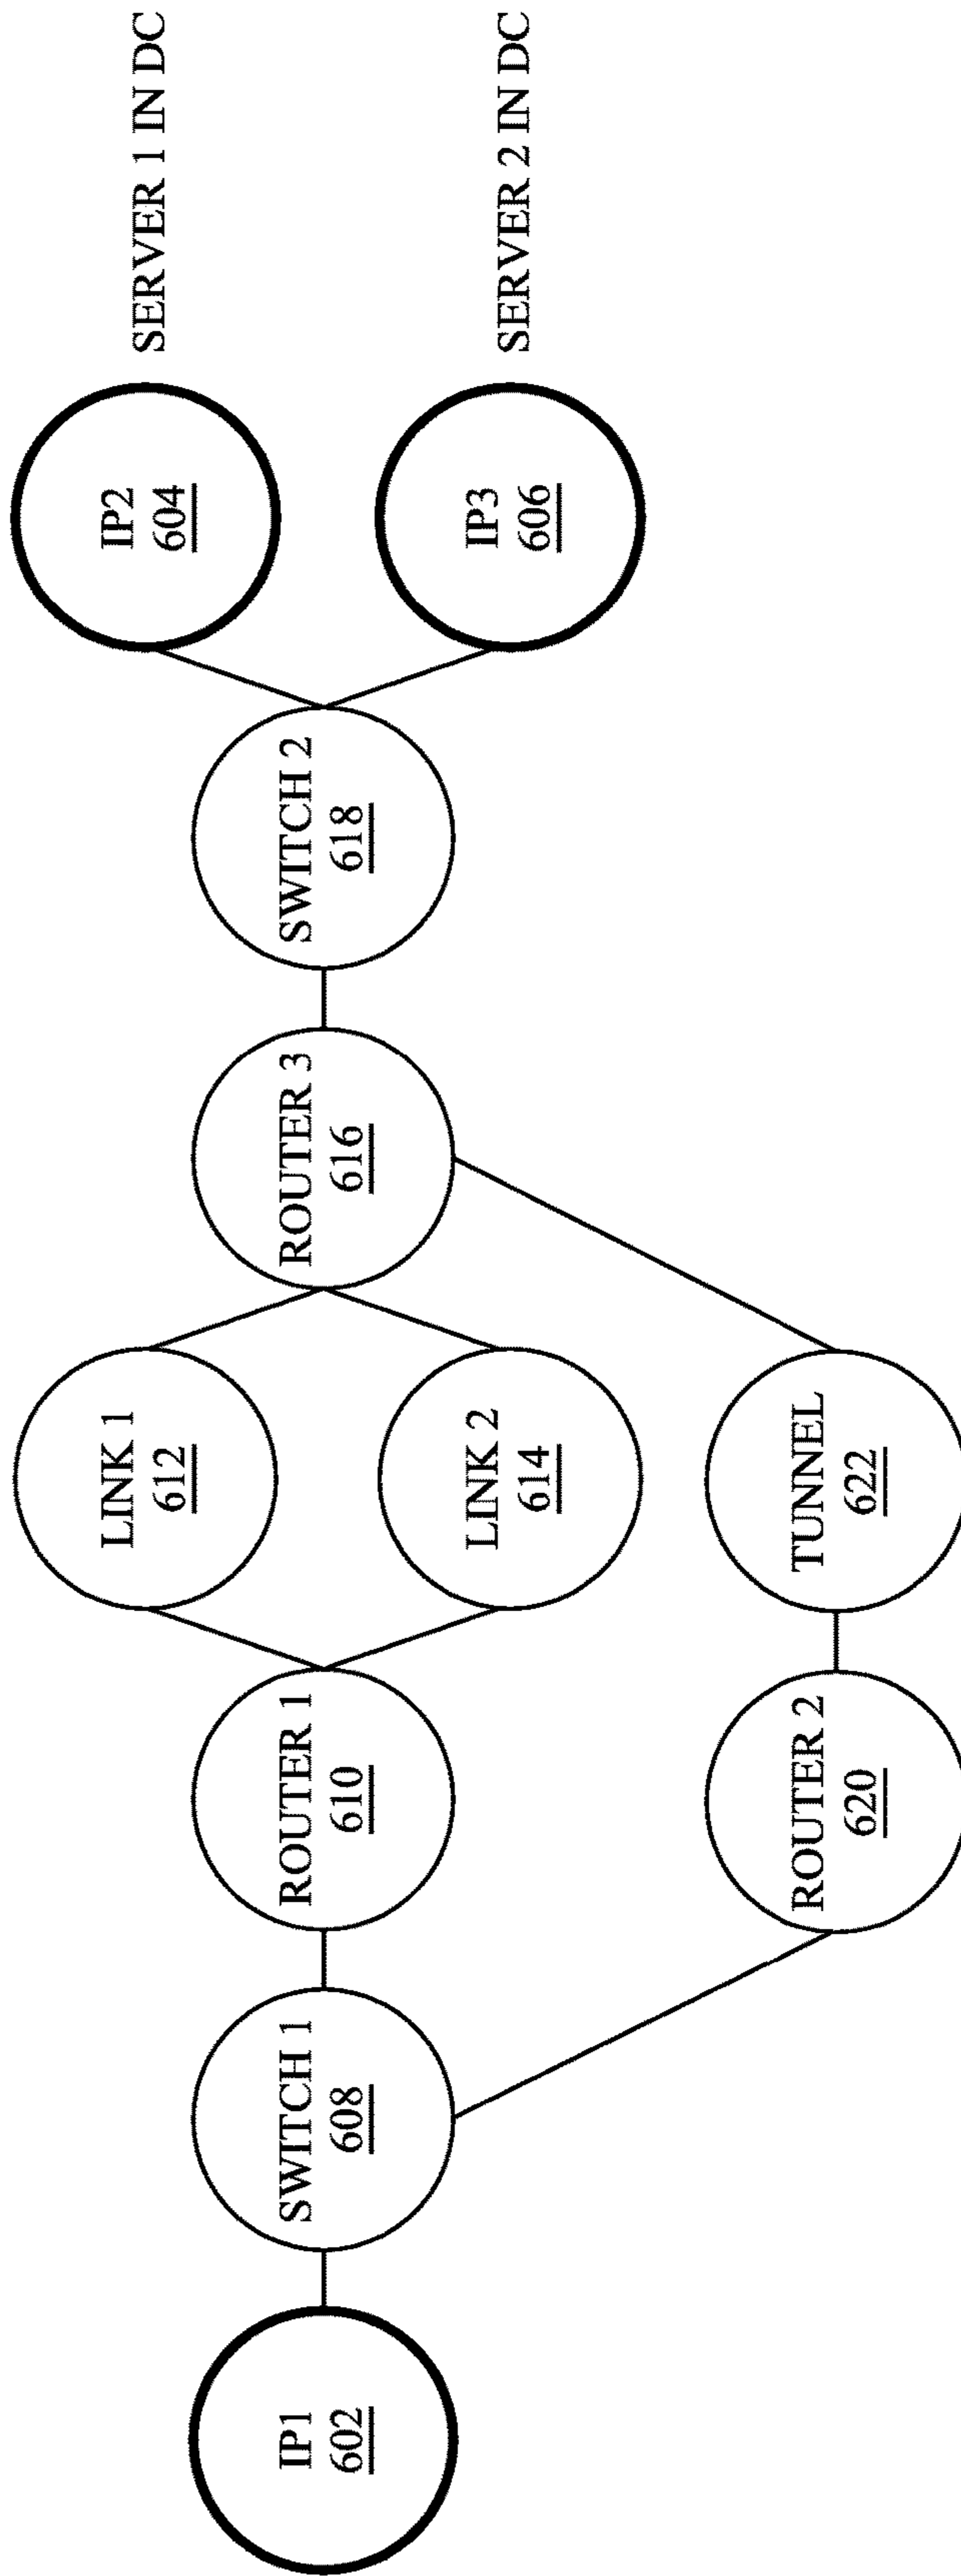 IP1
602
SWITCH 1
608
ROUTER 1
610
LINK 1
612
LINK 2
614
ROUTER 3
616
SWITCH 2
618
IP2
604
SERVER 1 IN DC
IP3
606
SERVER 2 IN DC
ROUTER 2
620
TUNNEL
622